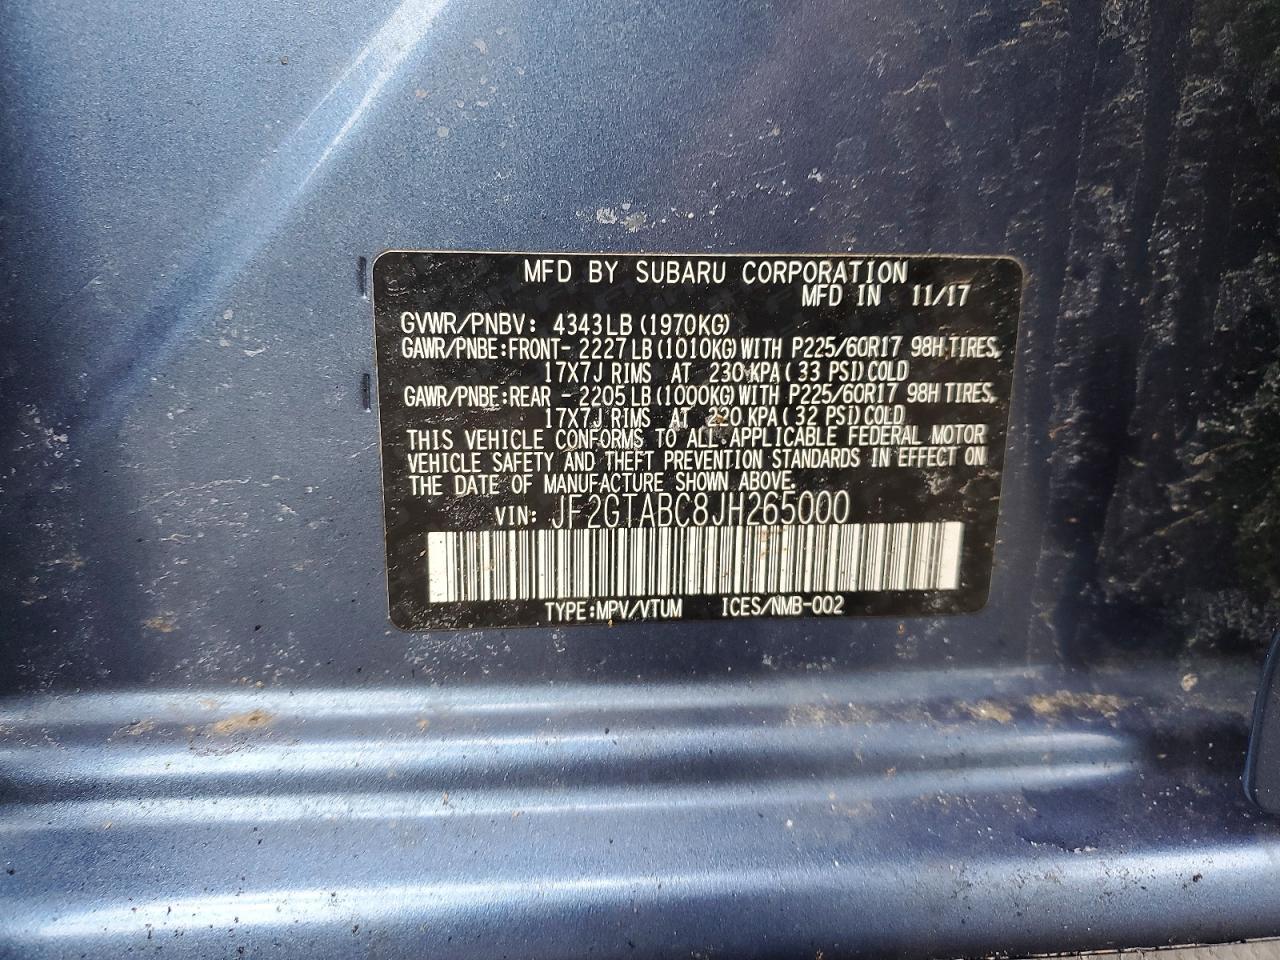 MFD BY SUBARU CORPORATION
MFD IN 11/17
GVWR/PNBV: 4343LB (1970KG)
GAWR/PNBE:FRONT- 2227LB (1010KG) WITH P225/60R17 98H TIRES,
17X7J RIMS AT 230 KPA ( 33 PSI) COLD
GAWR/PNBE:REAR - 2205LB (1000KG) WITH P225/60R17 98H TIRES,
17X7J RIMS AT 220 KPA ( 32 PSI) COLD
THIS VEHICLE CONFORMS TO ALL APPLICABLE FEDERAL MOTOR
VEHICLE SAFETY AND THEFT PREVENTION STANDARDS IN EFFECT ON
THE DATE OF MANUFACTURE SHOWN ABOVE.
VIN: JF2GTABC8JH265000
TYPE:MPV/VTUM ICES/NMB-002